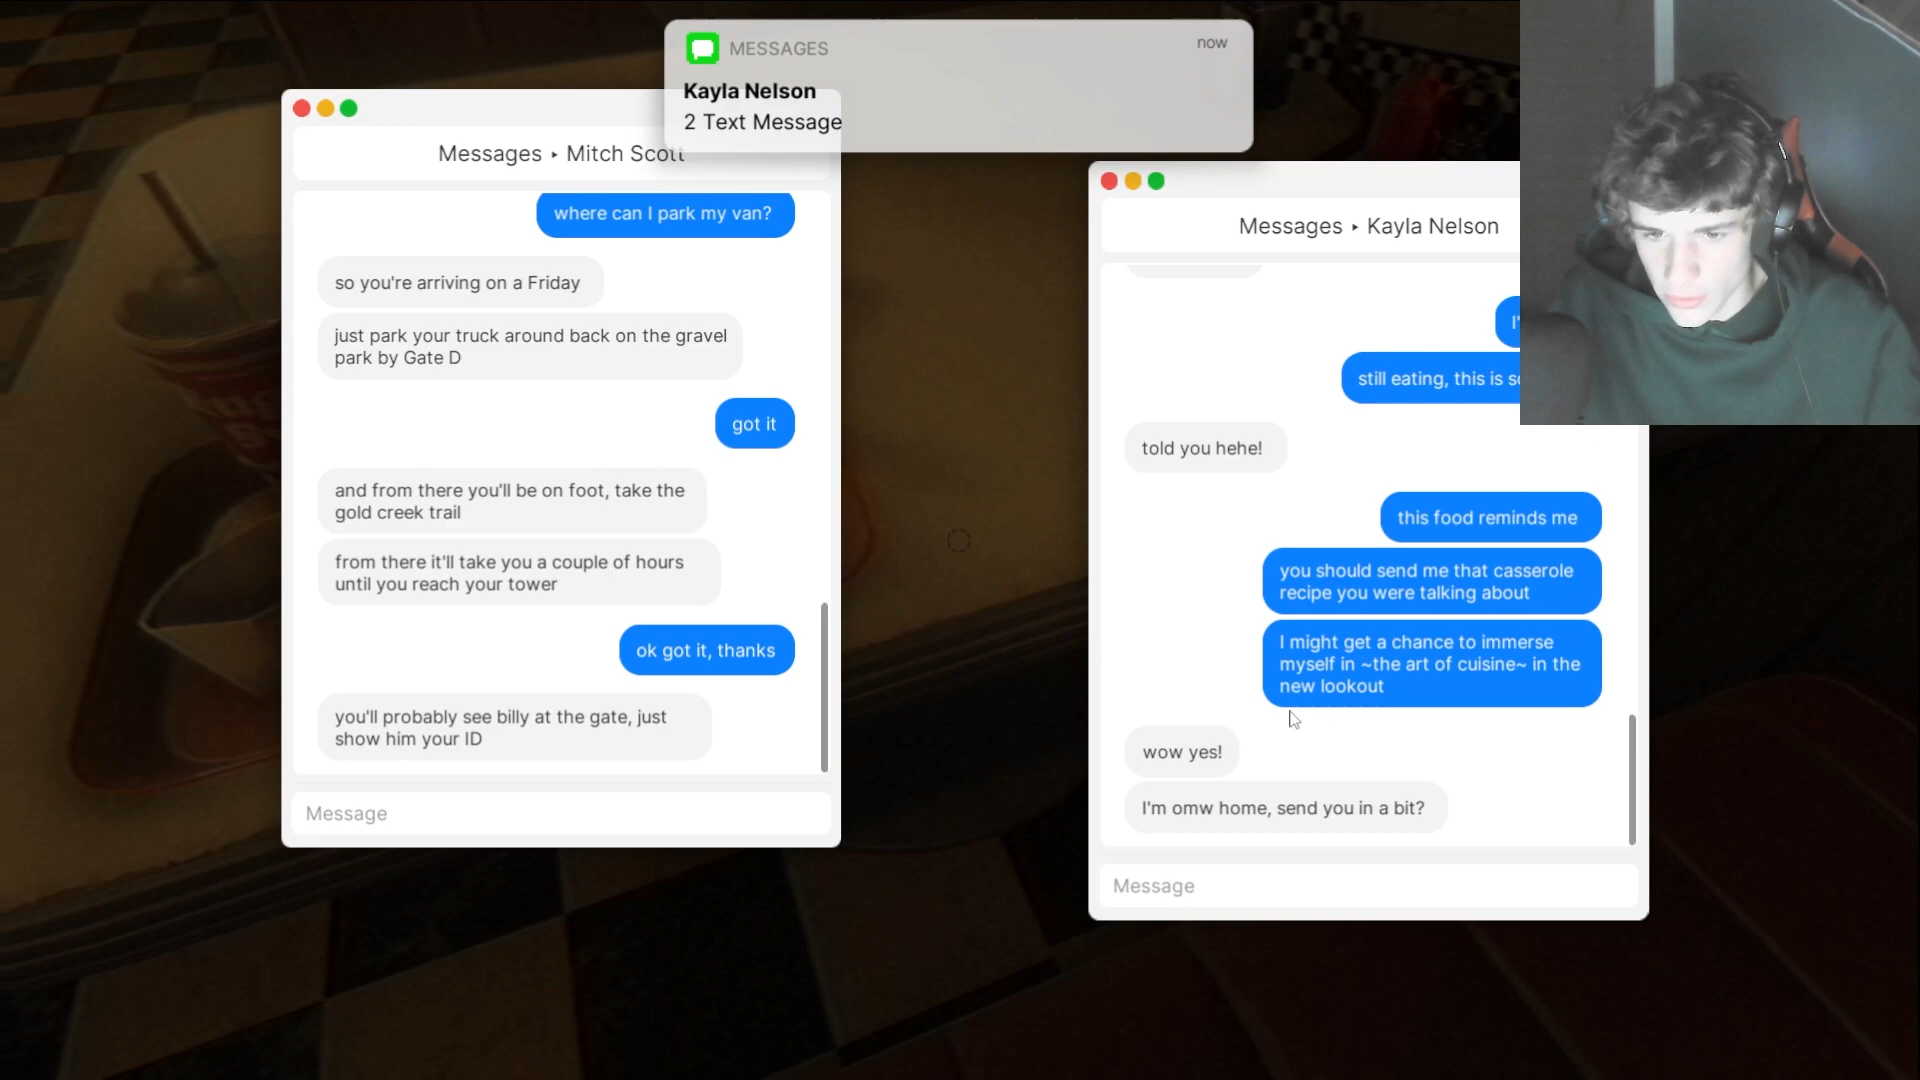 MESSAGES
now
Kayla Nelson
2 Text Message
Messages ‣ Mitch Scott
where can I park my van?
so you're arriving on a Friday
just park your truck around back on the gravel
park by Gate D
got it
and from there you'll be on foot, take the
gold creek trail
from there it'll take you a couple of hours
until you reach your tower
ok got it, thanks
you'll probably see billy at the gate, just
show him your ID
Message
Messages ‣ Kayla Nelson
still eating, this is
told you hehe!
this food reminds me
you should send me that casserole
recipe you were talking about
I might get a chance to immerse
myself in ~the art of cuisine~ in the
new lookout
wow yes!
I'm omw home, send you in a bit?
Message